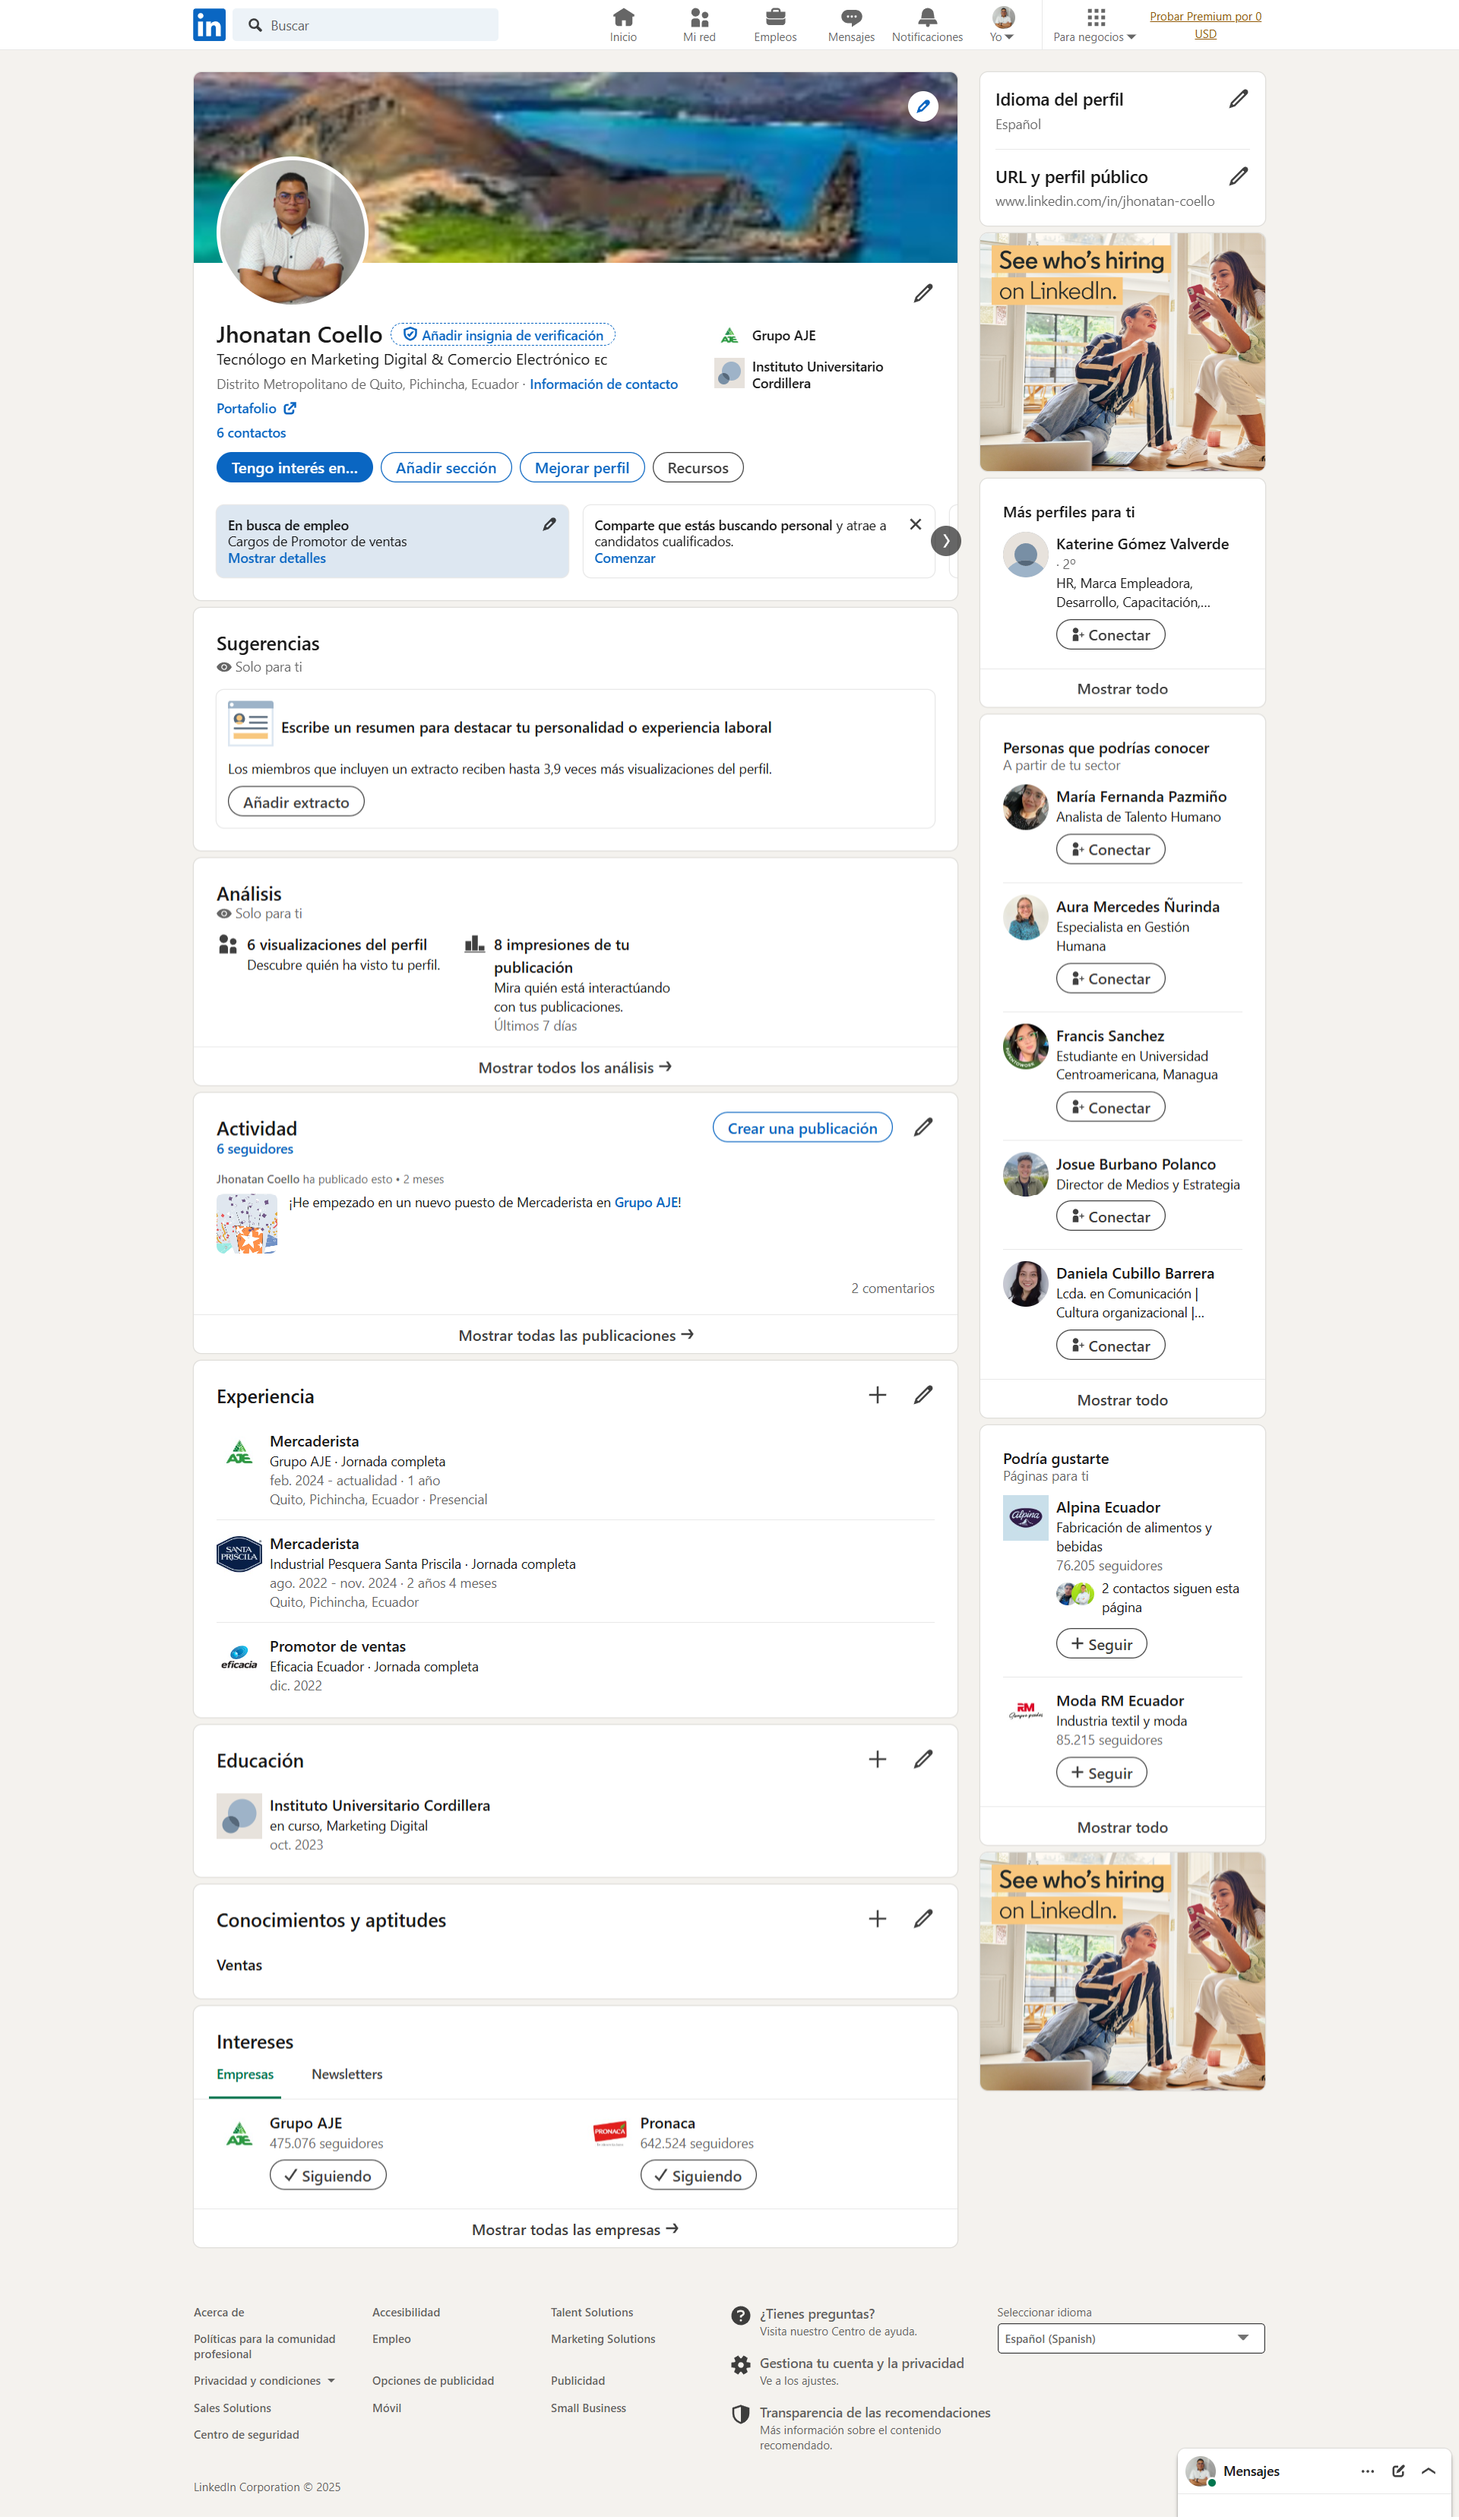 in
Buscar
Inicio
Mi red
Empleos
Mensajes
Notificaciones
Yo
Para negocios
Probar Premium por 0
USD
Jhonatan Coello
Añadir insignia de verificación
Tecnólogo en Marketing Digital & Comercio Electrónico EC
Distrito Metropolitano de Quito, Pichincha, Ecuador · Información de contacto
Portafolio
6 contactos
Grupo AJE
Instituto Universitario
Cordillera
Tengo interés en...
Añadir sección
Mejorar perfil
Recursos
En busca de empleo
Cargos de Promotor de ventas
Mostrar detalles
Comparte que estás buscando personal y atrae a
candidatos cualificados.
Comenzar
Sugerencias
Solo para ti
Escribe un resumen para destacar tu personalidad o experiencia laboral
Los miembros que incluyen un extracto reciben hasta 3,9 veces más visualizaciones del perfil.
Añadir extracto
Análisis
Solo para ti
6 visualizaciones del perfil
Descubre quién ha visto tu perfil.
8 impresiones de tu
publicación
Mira quién está interactúando
con tus publicaciones.
Últimos 7 días
Mostrar todos los análisis →
Actividad
6 seguidores
Crear una publicación
Jhonatan Coello ha publicado esto • 2 meses
¡He empezado en un nuevo puesto de Mercaderista en Grupo AJE!
2 comentarios
Mostrar todas las publicaciones →
Experiencia
AJE
Mercaderista
Grupo AJE · Jornada completa
feb. 2024 - actualidad · 1 año
Quito, Pichincha, Ecuador · Presencial
SANTA
PRISCILA
Mercaderista
Industrial Pesquera Santa Priscila · Jornada completa
ago. 2022 - nov. 2024 · 2 años 4 meses
Quito, Pichincha, Ecuador
eficacia
Promotor de ventas
Eficacia Ecuador · Jornada completa
dic. 2022
Educación
Instituto Universitario Cordillera
en curso, Marketing Digital
oct. 2023
Conocimientos y aptitudes
Ventas
Intereses
Empresas
Newsletters
AJE
Grupo AJE
475.076 seguidores
Siguiendo
PRONACA
Pronaca
642.524 seguidores
Siguiendo
Mostrar todas las empresas →
Idioma del perfil
Español
URL y perfil público
www.linkedin.com/in/jhonatan-coello
See who's hiring
on LinkedIn.
Más perfiles para ti
Katerine Gómez Valverde
· 2º
HR, Marca Empleadora,
Desarrollo, Capacitación,...
Conectar
Mostrar todo
Personas que podrías conocer
A partir de tu sector
María Fernanda Pazmiño
Analista de Talento Humano
Conectar
Aura Mercedes Ñurinda
Especialista en Gestión
Humana
Conectar
Francis Sanchez
Estudiante en Universidad
Centroamericana, Managua
Conectar
Josue Burbano Polanco
Director de Medios y Estrategia
Conectar
Daniela Cubillo Barrera
Lcda. en Comunicación |
Cultura organizacional |...
Conectar
Mostrar todo
Podría gustarte
Páginas para ti
Alpina
Alpina Ecuador
Fabricación de alimentos y
bebidas
76.205 seguidores
2 contactos siguen esta
página
Seguir
RM
Moda RM Ecuador
Industria textil y moda
85.215 seguidores
Seguir
Mostrar todo
See who's hiring
on LinkedIn.
Acerca de
Accesibilidad
Talent Solutions
Políticas para la comunidad
profesional
Empleo
Marketing Solutions
Privacidad y condiciones
Opciones de publicidad
Publicidad
Sales Solutions
Móvil
Small Business
Centro de seguridad
¿Tienes preguntas?
Visita nuestro Centro de ayuda.
Gestiona tu cuenta y la privacidad
Ve a los ajustes.
Transparencia de las recomendaciones
Más información sobre el contenido
recomendado.
Seleccionar idioma
Español (Spanish)
LinkedIn Corporation © 2025
Mensajes